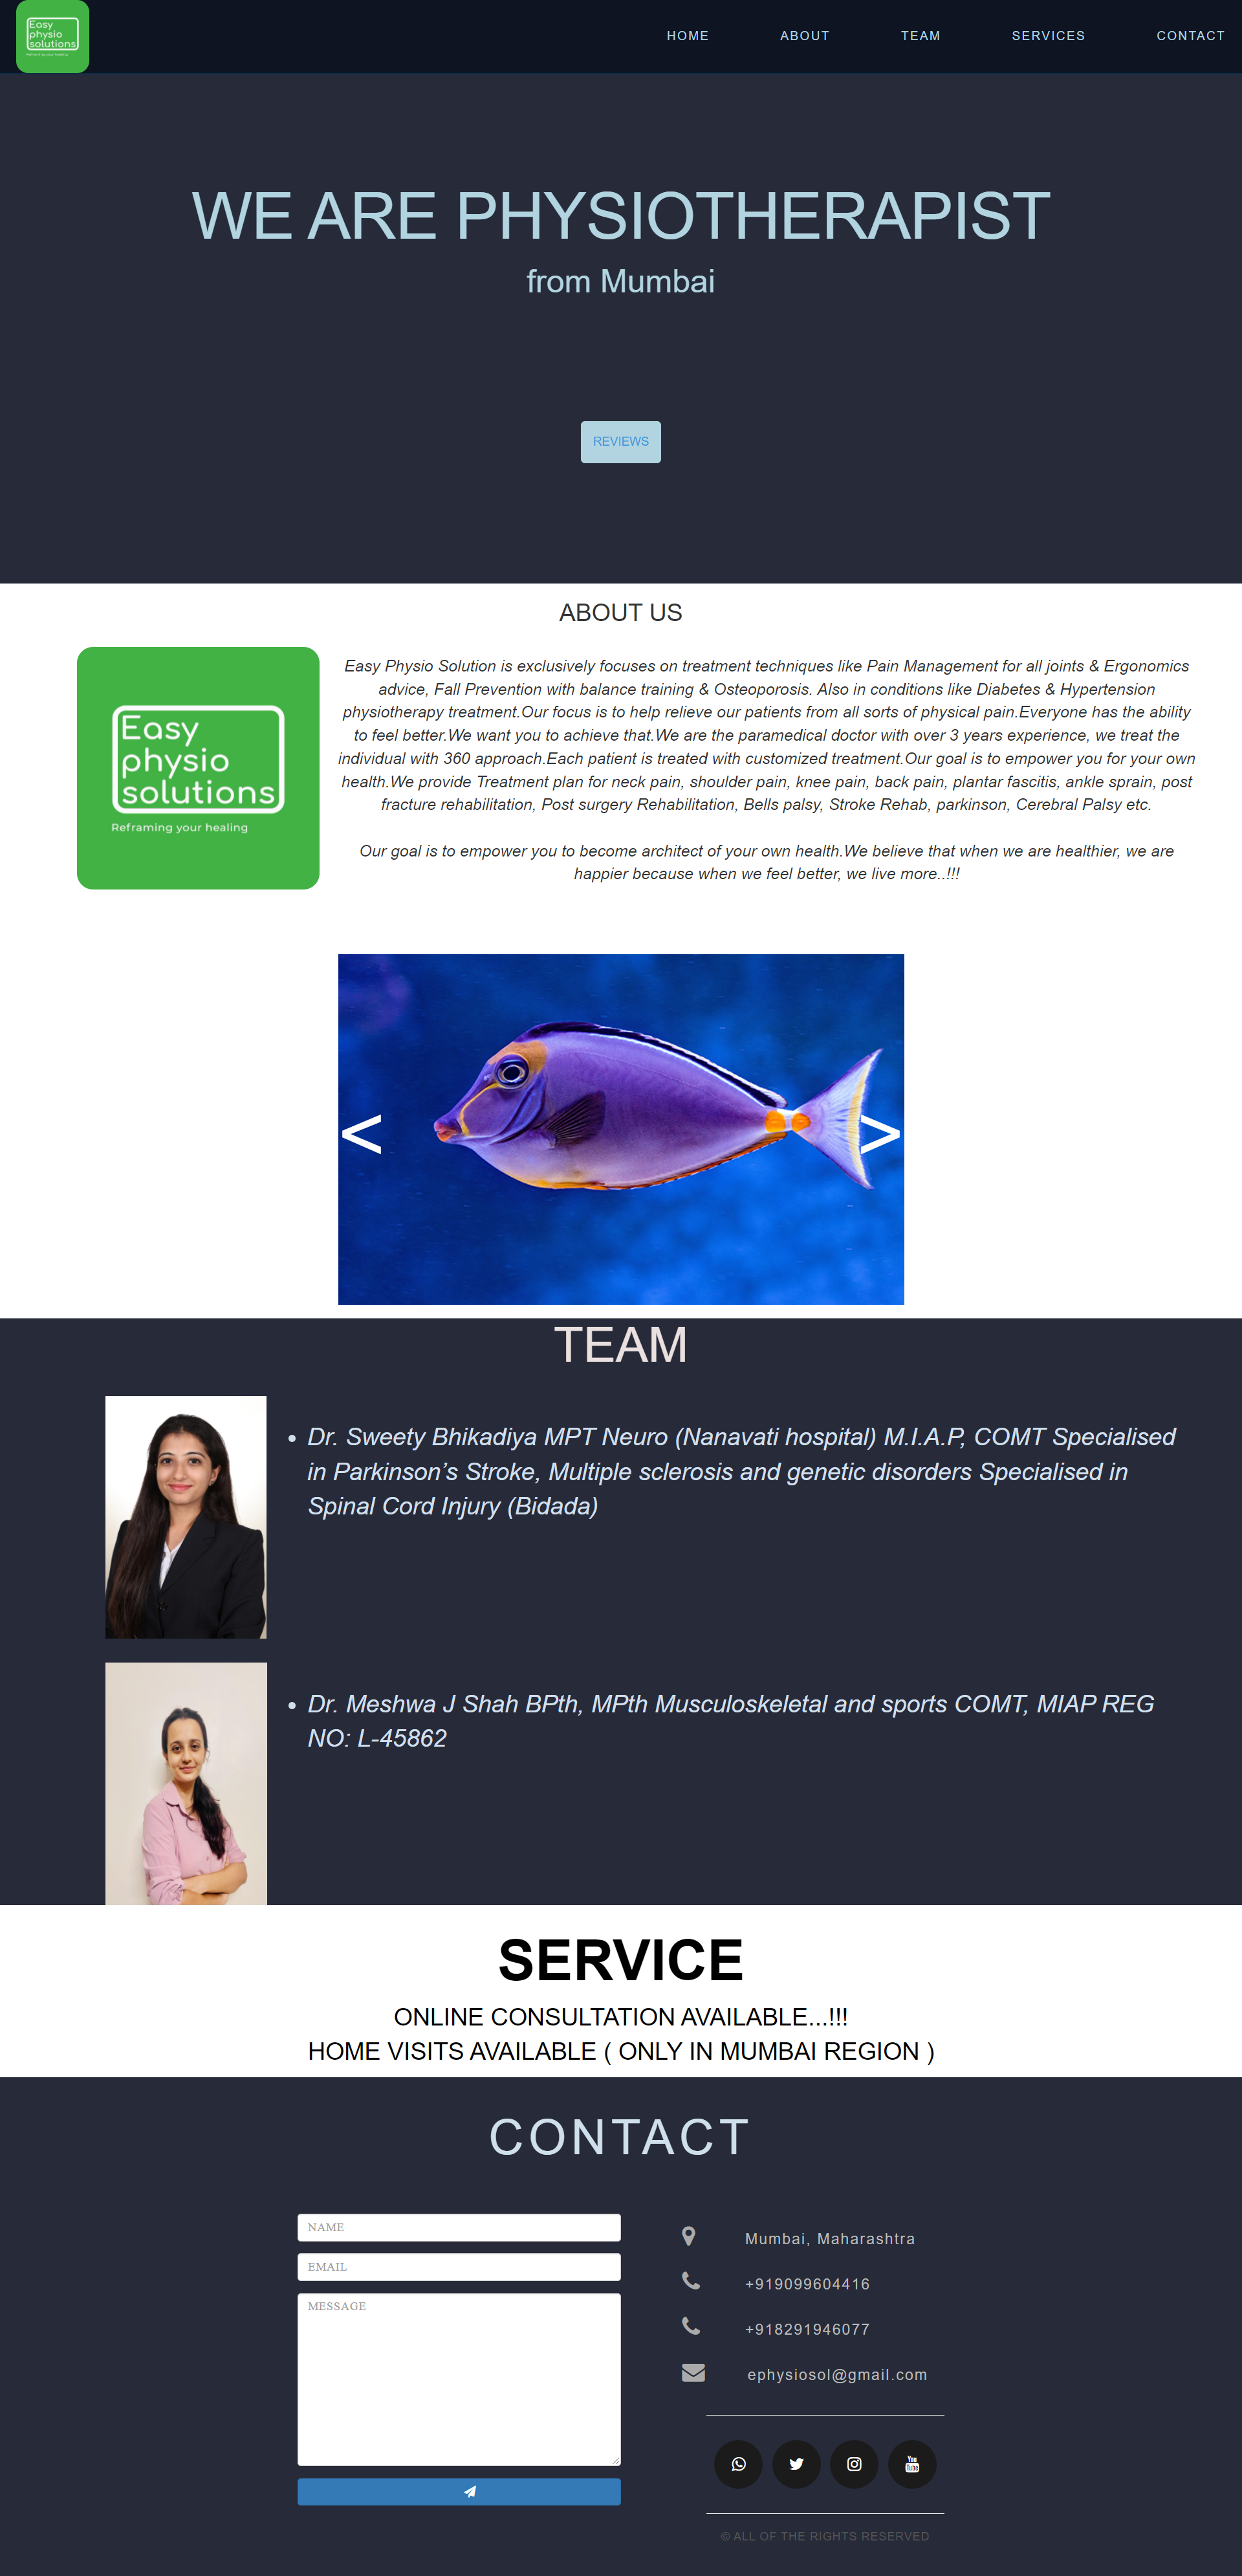 Easy
physio
solutions
Reframing your healing
HOME ABOUT TEAM SERVICES CONTACT
WE ARE PHYSIOTHERAPIST
from Mumbai
REVIEWS
ABOUT US
Easy
physio
solutions
Reframing your healing
Easy Physio Solution is exclusively focuses on treatment techniques like Pain Management for all joints & Ergonomics
advice, Fall Prevention with balance training & Osteoporosis. Also in conditions like Diabetes & Hypertension
physiotherapy treatment.Our focus is to help relieve our patients from all sorts of physical pain.Everyone has the ability
to feel better.We want you to achieve that.We are the paramedical doctor with over 3 years experience, we treat the
individual with 360 approach.Each patient is treated with customized treatment.Our goal is to empower you for your own
health.We provide Treatment plan for neck pain, shoulder pain, knee pain, back pain, plantar fascitis, ankle sprain, post
fracture rehabilitation, Post surgery Rehabilitation, Bells palsy, Stroke Rehab, parkinson, Cerebral Palsy etc.
Our goal is to empower you to become architect of your own health.We believe that when we are healthier, we are
happier because when we feel better, we live more..!!!
< >
TEAM
• Dr. Sweety Bhikadiya MPT Neuro (Nanavati hospital) M.I.A.P, COMT Specialised
in Parkinson’s Stroke, Multiple sclerosis and genetic disorders Specialised in
Spinal Cord Injury (Bidada)
• Dr. Meshwa J Shah BPth, MPth Musculoskeletal and sports COMT, MIAP REG
NO: L-45862
SERVICE
ONLINE CONSULTATION AVAILABLE...!!!
HOME VISITS AVAILABLE ( ONLY IN MUMBAI REGION )
CONTACT
NAME
EMAIL
MESSAGE
Mumbai, Maharashtra
+919099604416
+918291946077
ephysiosol@gmail.com
You
Tube
© ALL OF THE RIGHTS RESERVED